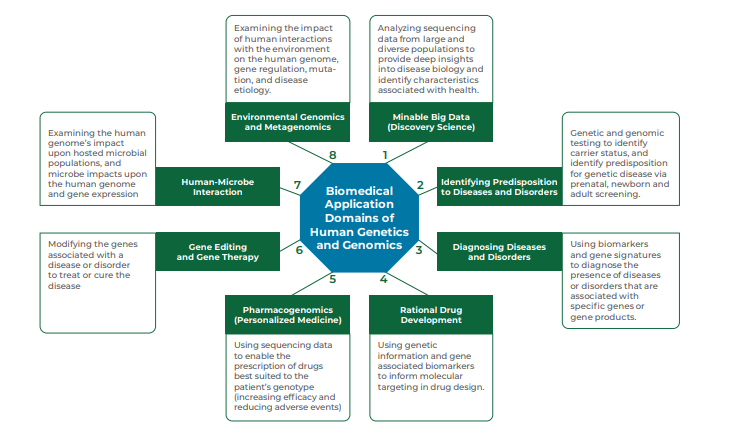 Biomedical
Application
Domains of
Human Genetics
and Genomics
1
Minable Big Data
(Discovery Science)
Analyzing sequencing
data from large and
diverse populations to
provide deep insights
into disease biology and
identify characteristics
associated with health.
2
Identifying Predisposition
to Diseases and Disorders
Genetic and genomic
testing to identify
carrier status, and
identify predisposition
for genetic disease via
prenatal, newborn and
adult screening.
3
Diagnosing Diseases
and Disorders
Using biomarkers
and gene signatures
to diagnose the
presence of diseases
or disorders that are
associated with
specific genes or
gene products.
4
Rational Drug
Development
Using genetic
information and gene
associated biomarkers
to inform molecular
targeting in drug design.
5
Pharmacogenomics
(Personalized Medicine)
Using sequencing data
to enable the
prescription of drugs
best suited to the
patient's genotype
(increasing efficacy and
reducing adverse events)
6
Gene Editing
and Gene Therapy
Modifying the genes
associated with a
disease or disorder
to treat or cure the
disease
7
Human-Microbe
Interaction
Examining the human
genome's impact
upon hosted microbial
populations, and
microbe impacts upon
the human genome
and gene expression
8
Environmental Genomics
and Metagenomics
Examining the impact
of human interactions
with the environment
on the human genome,
gene regulation, muta-
tion, and disease
etiology.